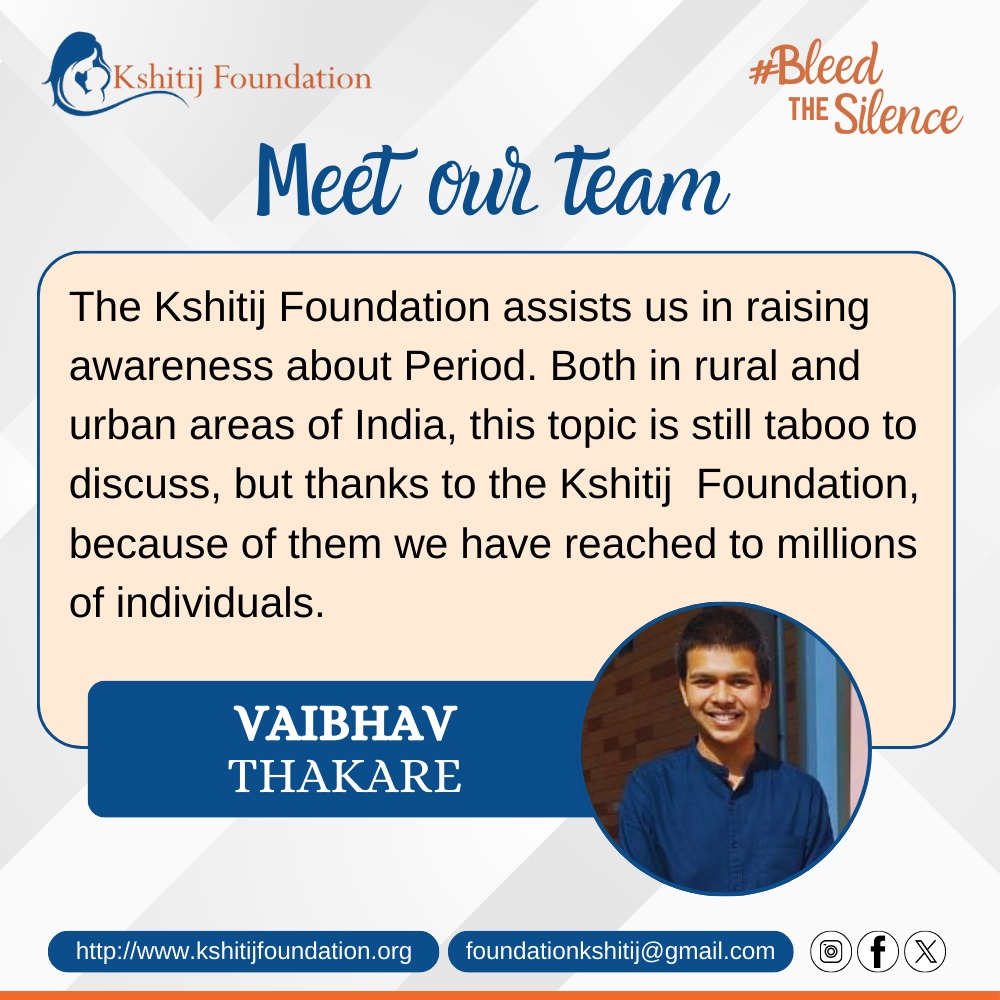 Kshitij Foundation
#Bleed
THE Silence
Meet our team
The Kshitij Foundation assists us in raising
awareness about Period. Both in rural and
urban areas of India, this topic is still taboo to
discuss, but thanks to the Kshitij  Foundation,
because of them we have reached to millions
of individuals.
VAIBHAV
THAKARE
http://www.kshitijfoundation.org
foundationkshitij@gmail.com